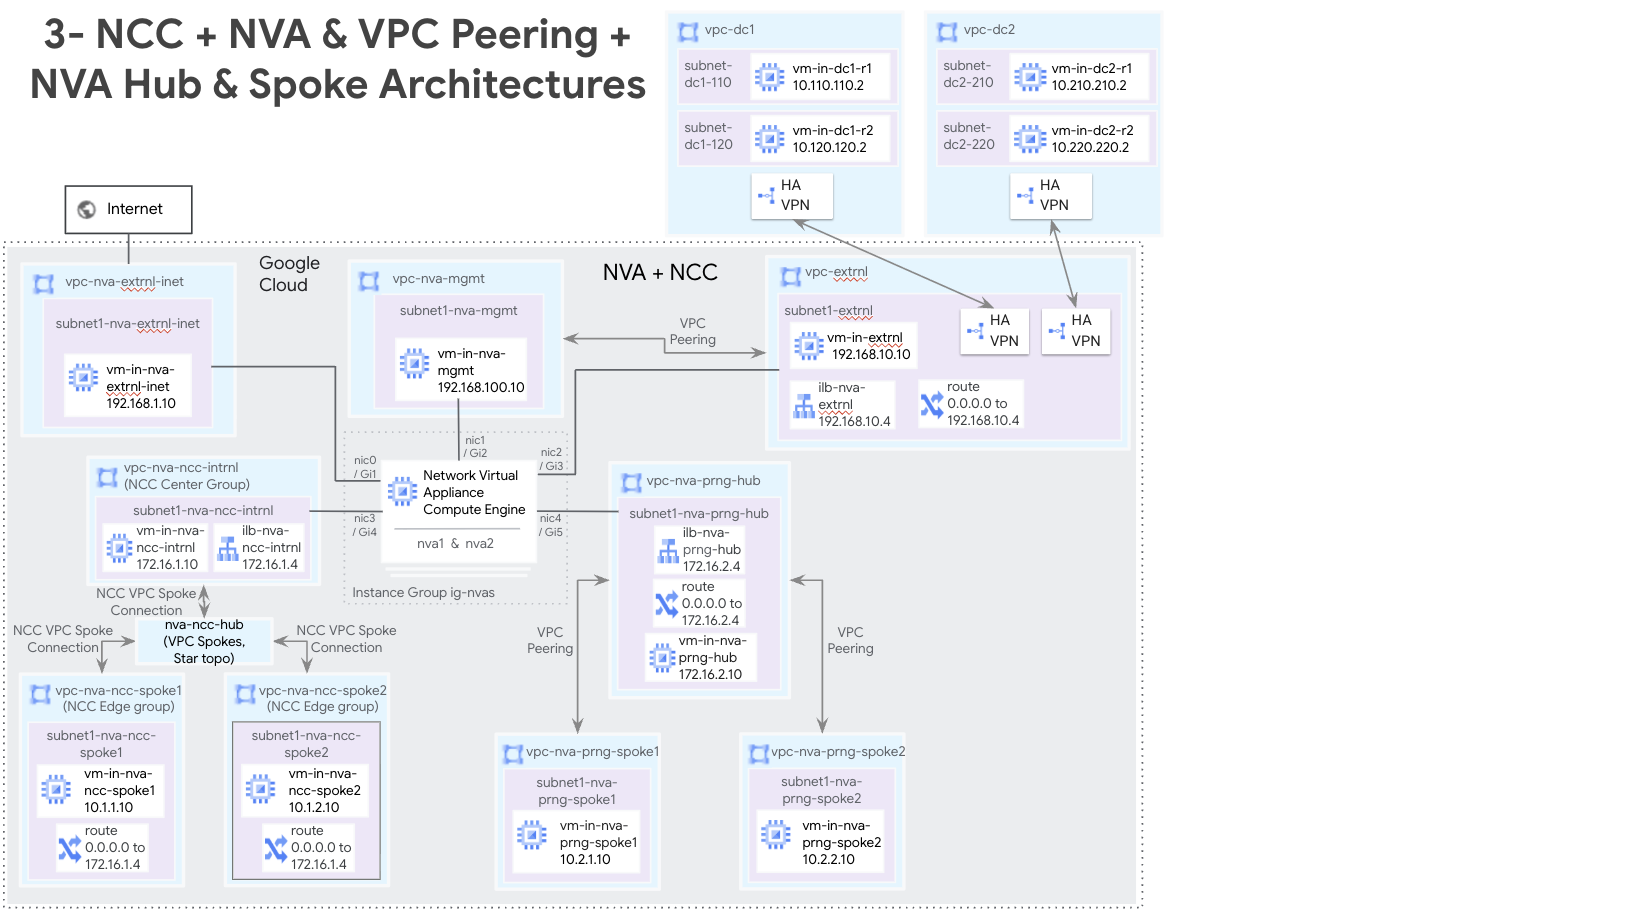 3- NCC + NVA & VPC Peering +
NVA Hub & Spoke Architectures
vpc-dc1
subnet-
dc1-110
vm-in-dc1-r1
10.110.110.2
subnet-
dc1-120
vm-in-dc1-r2
10.120.120.2
HA
VPN
vpc-dc2
subnet-
dc2-210
vm-in-dc2-r1
10.210.210.2
subnet-
dc2-220
vm-in-dc2-r2
10.220.220.2
HA
VPN
Internet
Google
Cloud
NVA + NCC
vpc-nva-extrnl-inet
subnet1-nva-extrnl-inet
vm-in-nva-
extrnl-inet
192.168.1.10
vpc-nva-mgmt
subnet1-nva-mgmt
vm-in-nva-
mgmt
192.168.100.10
VPC
Peering
vpc-extrnl
subnet1-extrnl
vm-in-extrnl
192.168.10.10
HA
VPN
HA
VPN
ilb-nva-
extrnl
192.168.10.4
route
0.0.0.0 to
192.168.10.4
nic0
/ Gi1
nic1
/ Gi2
nic2
/ Gi3
nic3
/ Gi4
nic4
/ Gi5
Network Virtual
Appliance
Compute Engine
nva1 & nva2
Instance Group ig-nvas
vpc-nva-ncc-intrnl
(NCC Center Group)
subnet1-nva-ncc-intrnl
vm-in-nva-
ncc-intrnl
172.16.1.10
ilb-nva-
ncc-intrnl
172.16.1.4
NCC VPC Spoke
Connection
NCC VPC Spoke
Connection
nva-ncc-hub
(VPC Spokes,
Star topo)
NCC VPC Spoke
Connection
vpc-nva-ncc-spoke1
(NCC Edge group)
subnet1-nva-ncc-
spoke1
vm-in-nva-
ncc-spoke1
10.1.1.10
route
0.0.0.0 to
172.16.1.4
vpc-nva-ncc-spoke2
(NCC Edge group)
subnet1-nva-ncc-
spoke2
vm-in-nva-
ncc-spoke2
10.1.2.10
route
0.0.0.0 to
172.16.1.4
vpc-nva-prng-hub
subnet1-nva-prng-hub
ilb-nva-
prng-hub
172.16.2.4
route
0.0.0.0 to
172.16.2.4
vm-in-nva-
prng-hub
172.16.2.10
VPC
Peering
VPC
Peering
vpc-nva-prng-spoke1
subnet1-nva-
prng-spoke1
vm-in-nva-
prng-spoke1
10.2.1.10
vpc-nva-prng-spoke2
subnet1-nva-
prng-spoke2
vm-in-nva-
prng-spoke2
10.2.2.10